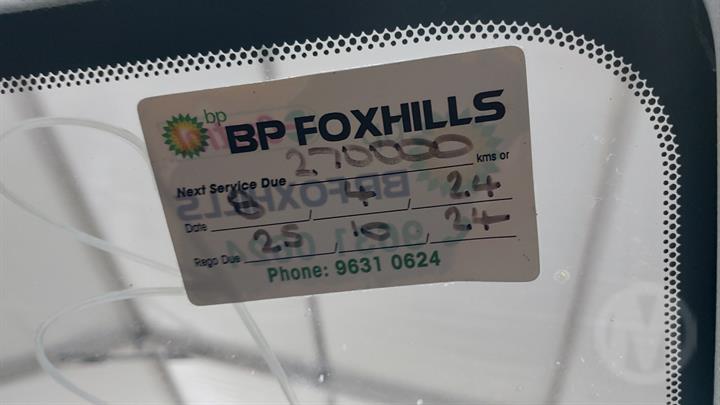 bp
BP FOXHILLS
Next Service Due 270000 kms or
Date 8 / 4 / 24
Rego Due 25 / 10 / 24
Phone: 9631 0624